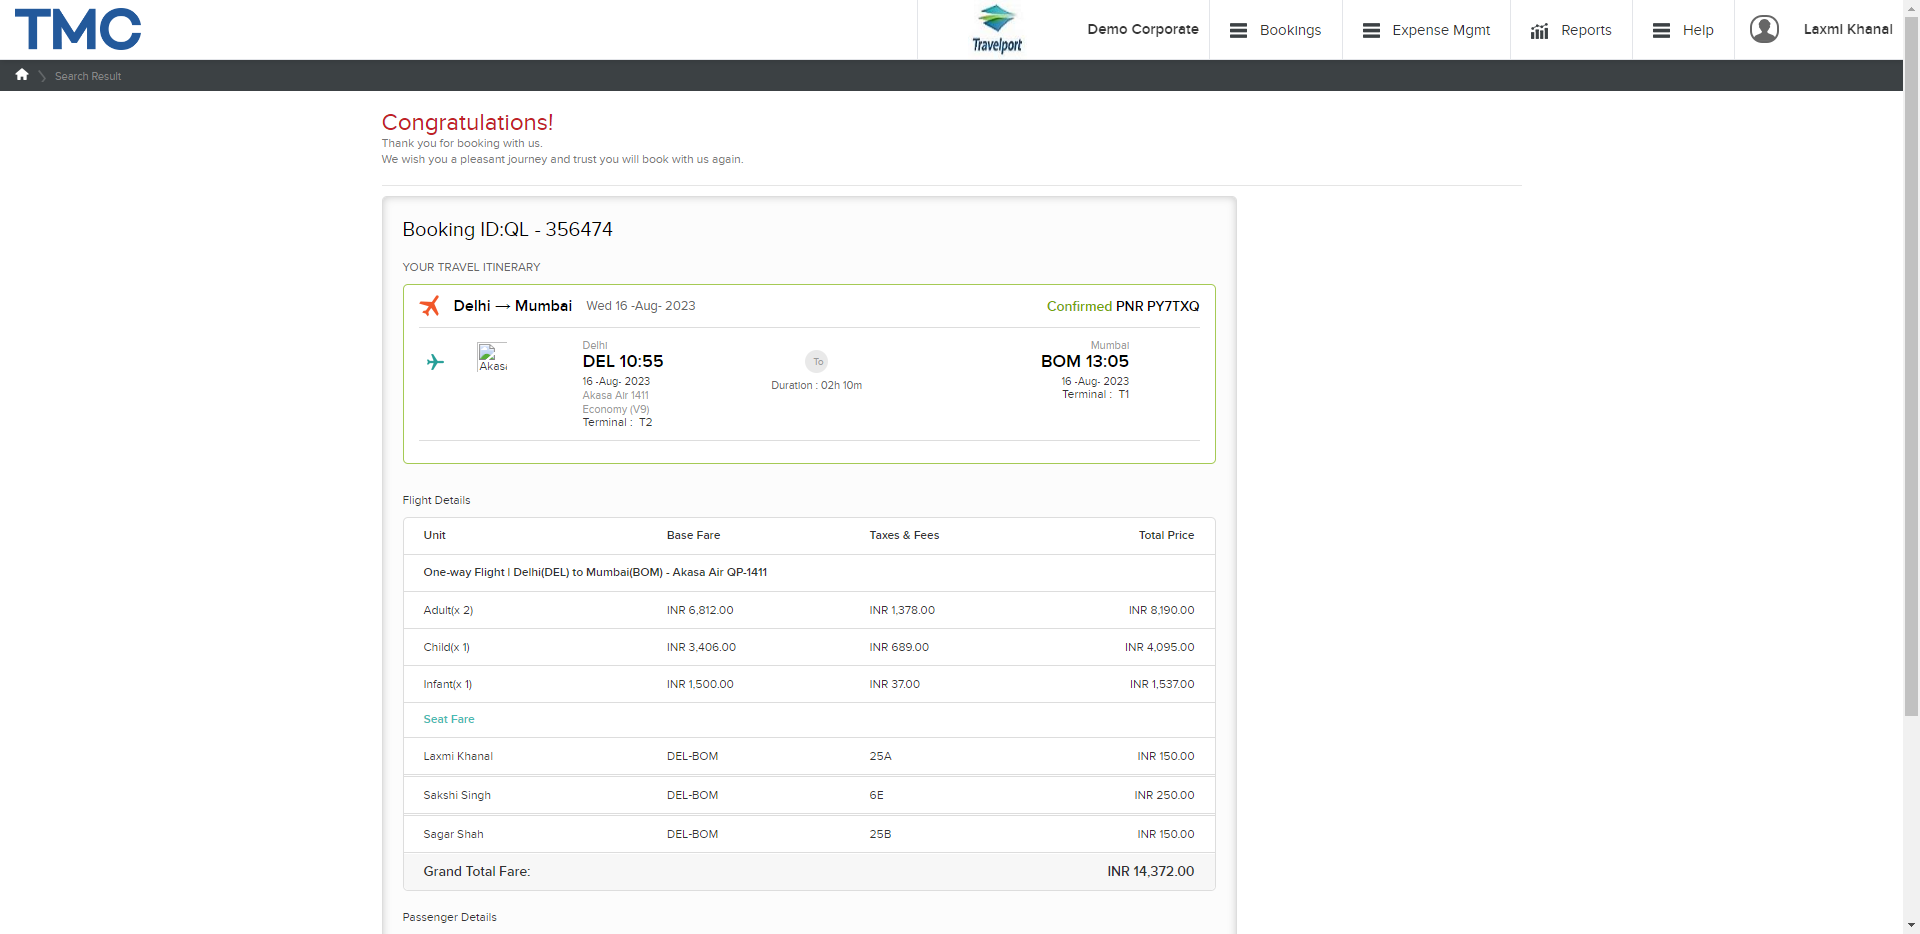 TMC
Travelport
Demo Corporate
Bookings
Expense Mgmt
Reports
Help
Laxmi Khanal
Search Result
Congratulations!
Thank you for booking with us.
We wish you a pleasant journey and trust you will book with us again.
Booking ID:QL - 356474
YOUR TRAVEL ITINERARY
Delhi → Mumbai Wed 16 -Aug- 2023 Confirmed PNR PY7TXQ
Akasa
Delhi
DEL 10:55
16 -Aug- 2023
Akasa Air 1411
Economy (V9)
Terminal : T2
To
Duration : 02h 10m
Mumbai
BOM 13:05
16 -Aug- 2023
Terminal : T1
Flight Details
Unit Base Fare Taxes & Fees Total Price
One-way Flight | Delhi(DEL) to Mumbai(BOM) - Akasa Air QP-1411
Adult(x 2) INR 6,812.00 INR 1,378.00 INR 8,190.00
Child(x 1) INR 3,406.00 INR 689.00 INR 4,095.00
Infant(x 1) INR 1,500.00 INR 37.00 INR 1,537.00
Seat Fare
Laxmi Khanal DEL-BOM 25A INR 150.00
Sakshi Singh DEL-BOM 6E INR 250.00
Sagar Shah DEL-BOM 25B INR 150.00
Grand Total Fare: INR 14,372.00
Passenger Details